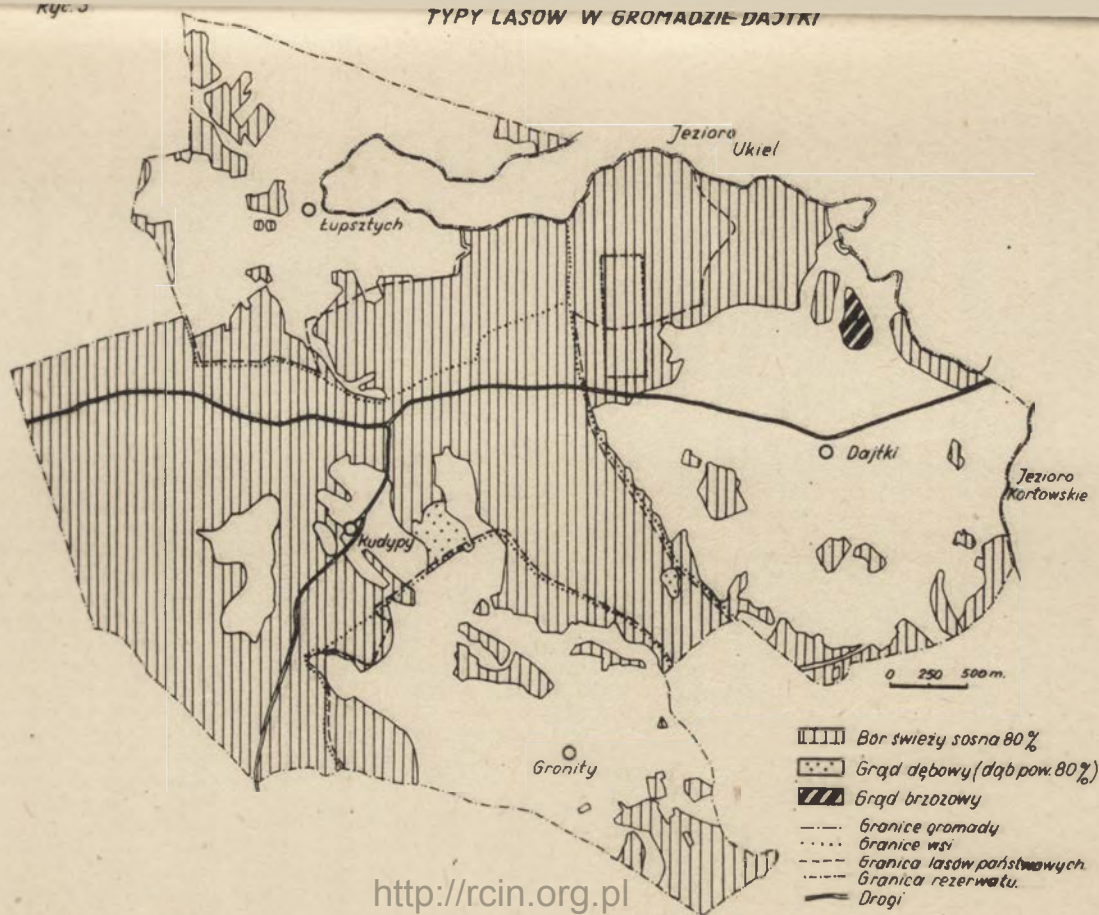 Ryc. 3
TYPY LASÓW W GROMADZIE DAJTKI
Jezioro
Ukiel
Łupsztych
Dajtki
Jezioro
Kortowskie
Kudypy
0 250 500 m.
Gronity
Bór świeży sosna 80%
Grąd dębowy (dąb pow. 80%)
Grąd brzozowy
Granice gromady
Granice wsi
Granica lasów państwowych
Granica rezerwatu.
Drogi
http://rcin.org.pl